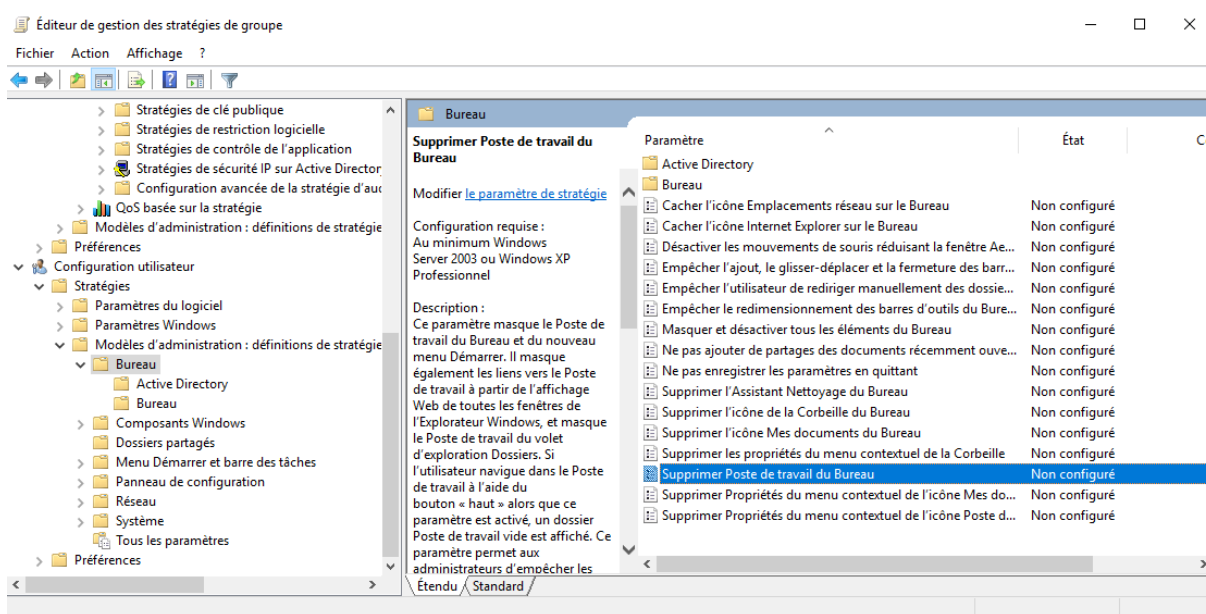 Éditeur de gestion des stratégies de groupe
Fichier Action Affichage ?
Stratégies de clé publique
Stratégies de restriction logicielle
Stratégies de contrôle de l'application
Stratégies de sécurité IP sur Active Director
Configuration avancée de la stratégie d'auc
QoS basée sur la stratégie
Modèles d'administration : définitions de stratégie
Préférences
Configuration utilisateur
Stratégies
Paramètres du logiciel
Paramètres Windows
Modèles d'administration : définitions de stratégie
Bureau
Active Directory
Bureau
Composants Windows
Dossiers partagés
Menu Démarrer et barre des tâches
Panneau de configuration
Réseau
Système
Tous les paramètres
Préférences
Bureau
Supprimer Poste de travail du
Bureau
Modifier le paramètre de stratégie
Configuration requise :
Au minimum Windows
Server 2003 ou Windows XP
Professionnel
Description :
Ce paramètre masque le Poste de
travail du Bureau et du nouveau
menu Démarrer. Il masque
également les liens vers le Poste
de travail à partir de l'affichage
Web de toutes les fenêtres de
l'Explorateur Windows, et masque
le Poste de travail du volet
d'exploration Dossiers. Si
l'utilisateur navigue dans le Poste
de travail à l'aide du
bouton « haut » alors que ce
paramètre est activé, un dossier
Poste de travail vide est affiché. Ce
paramètre permet aux
administrateurs d'empêcher les
Paramètre État C
Active Directory
Bureau
Cacher l'icône Emplacements réseau sur le Bureau Non configuré
Cacher l'icône Internet Explorer sur le Bureau Non configuré
Désactiver les mouvements de souris réduisant la fenêtre Ae... Non configuré
Empêcher l'ajout, le glisser-déplacer et la fermeture des barr... Non configuré
Empêcher l'utilisateur de rediriger manuellement des dossie... Non configuré
Empêcher le redimensionnement des barres d'outils du Bure... Non configuré
Masquer et désactiver tous les éléments du Bureau Non configuré
Ne pas ajouter de partages des documents récemment ouve... Non configuré
Ne pas enregistrer les paramètres en quittant Non configuré
Supprimer l'Assistant Nettoyage du Bureau Non configuré
Supprimer l'icône de la Corbeille du Bureau Non configuré
Supprimer l'icône Mes documents du Bureau Non configuré
Supprimer les propriétés du menu contextuel de la Corbeille Non configuré
Supprimer Poste de travail du Bureau Non configuré
Supprimer Propriétés du menu contextuel de l'icône Mes do... Non configuré
Supprimer Propriétés du menu contextuel de l'icône Poste d... Non configuré
Étendu Standard